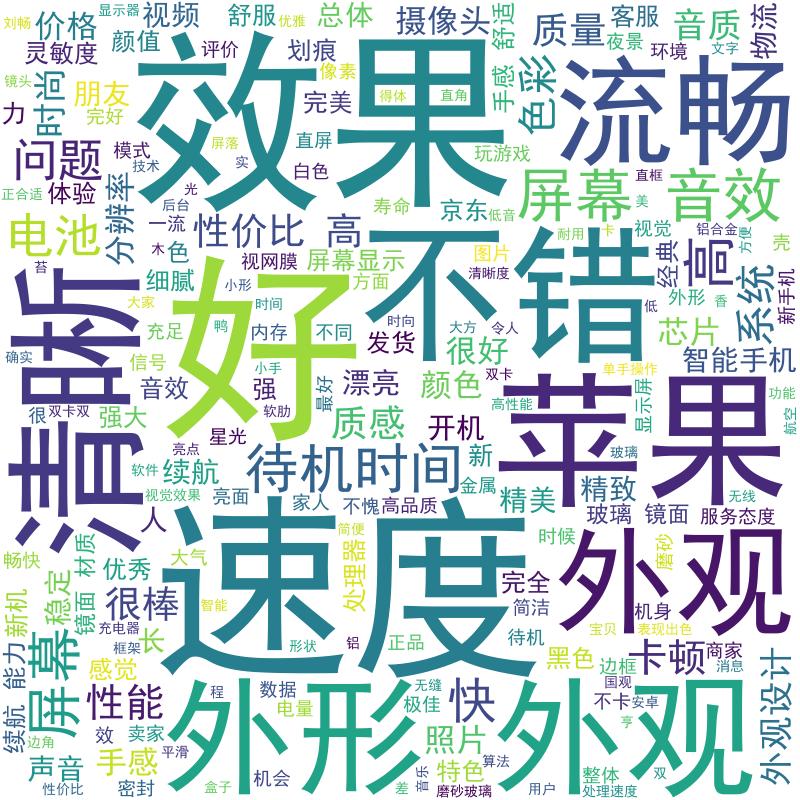 刘畅
显示器
视频
舒服
优雅
总体
摄像头
舒适
质量
客服
音质
物流
价格
灵敏度
颜值
评价
划痕
夜景
环境
文字
镜头
时尚
朋友
像素
完美
手感
色彩
效果
流畅
力
完好
得体
直角
问题
模式
屏落
实
直屏
技术
白色
玩游戏
屏幕
直框
音效
正合适
体验
光
后台
寿命
京东
低音
美
电池
分辨率
一流
性价比
高
耐用
卡
视觉
铝合金
方便
木
色
视网膜
屏幕显示
不错
图片
经典
高
壳
苔
细腻
小形
方面
清晰度
外形
香
系统
新手机
清晰
大家
时间
好
充足
鸭
内存
不同
时向
发货
大方
令人
很好
低
芯片
确实
信号
小手
双卡
单手操作
智能手机
音效
强
最好
漂亮
颜色
苹果
高性能
显示屏
功能
航空
很
双卡双
强大
软肋
星光
质感
开机
亮点
待机时间
新
玻璃
软件
续航
金属
精美
精致
无线
视觉效果
亮面
家人
不愧
高品质
人
玻璃
镜面
服务态度
速度
外观
畅快
材质
优秀
大气
简便
处理器
时候
磨砂
新机
稳定
镜面
很棒
智能
完全
简洁
机身
充电器
待机
宝贝
表现出色
屏幕
能力
框架
长
形状
铝
正品
黑色
边框
卡顿
商家
消息
外观设计
感觉
性能
程
数据
无缝
极佳
快
国观
不卡
安卓
外形
外观
电量
续航
边角
效
卖家
照片
亨
手感
平滑
特色
算法
整体
双
声音
密封
盒子
机会
差
音乐
性价比
磨砂玻璃
用户
处理速度